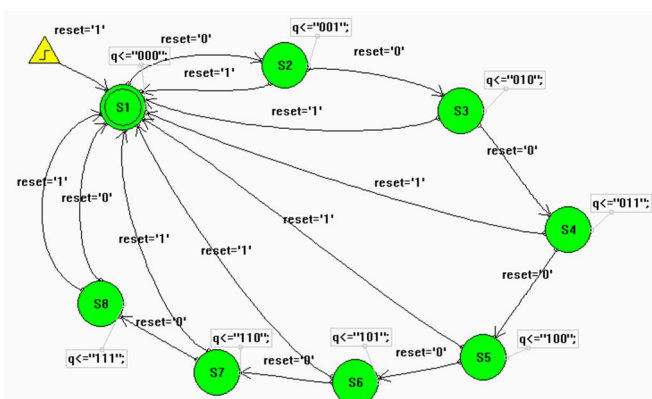 reset='1'
reset='0'
q<="000";
q<="001";
S2
reset='0'
reset='1'
S1
q<="010";
S3
reset='1'
reset='0'
reset='1'
q<="011";
S4
reset='1'
reset='0'
reset='1'
reset='1'
reset='1'
reset='0'
S8
reset='0'
q<="111";
q<="110";
S7
reset='0'
q<="101";
S6
reset='0'
q<="100";
S5